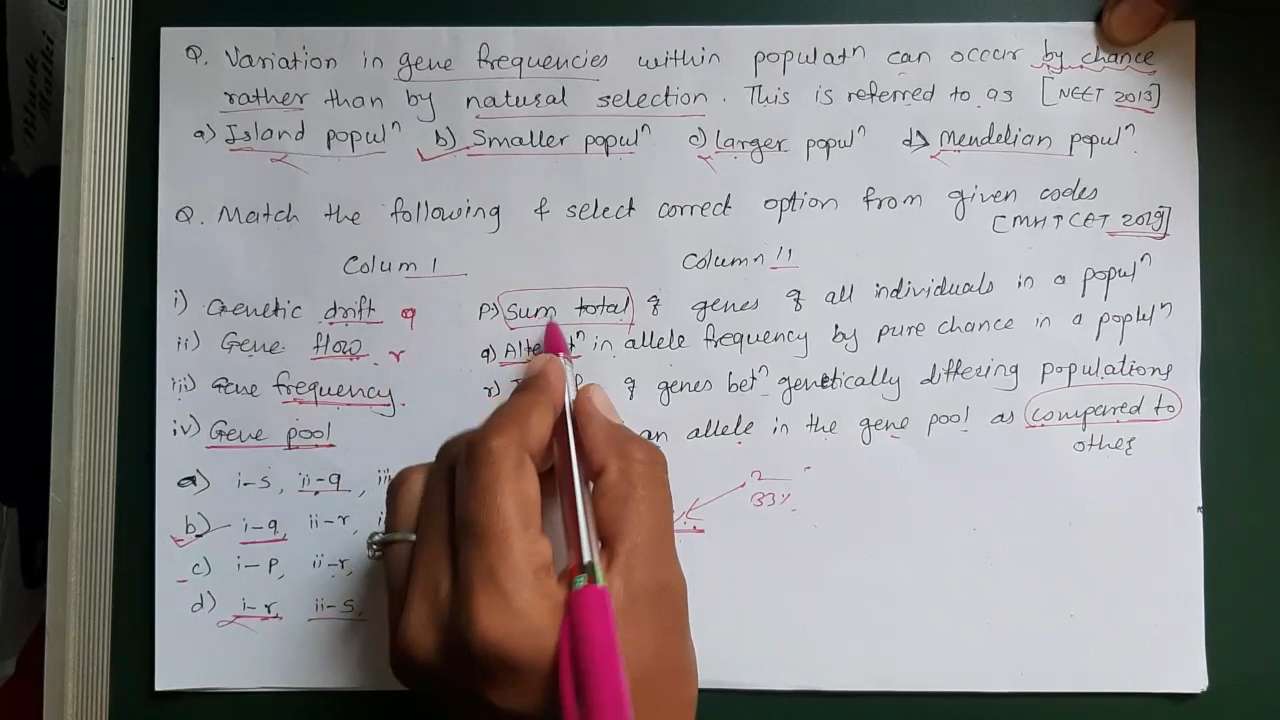 Q. Variation in gene frequencies within populatⁿ can occur by chance
rather than by natural selection. This is referred to as [NEET 2013]
a) Island populⁿ b) Smaller populⁿ c) larger populⁿ d) Mendelian populⁿ.
Q. Match the following & select correct option from given codes
[MHT CET 2019]
Colum I Column II
i) Genetic drift q P) Sum total of genes of all individuals in a populⁿ
ii) Gene flow r q) in allele frequency by pure chance in a
iii) Gene frequency. r) of genes betⁿ genetically differing populations
iv) Gene pool an allele in the gene pool as compared to
other
a) i-s, ii-q, iii
b) i-q, ii-r,
c) i-P, ii-r,
d) i-r, ii-s,
2
33%